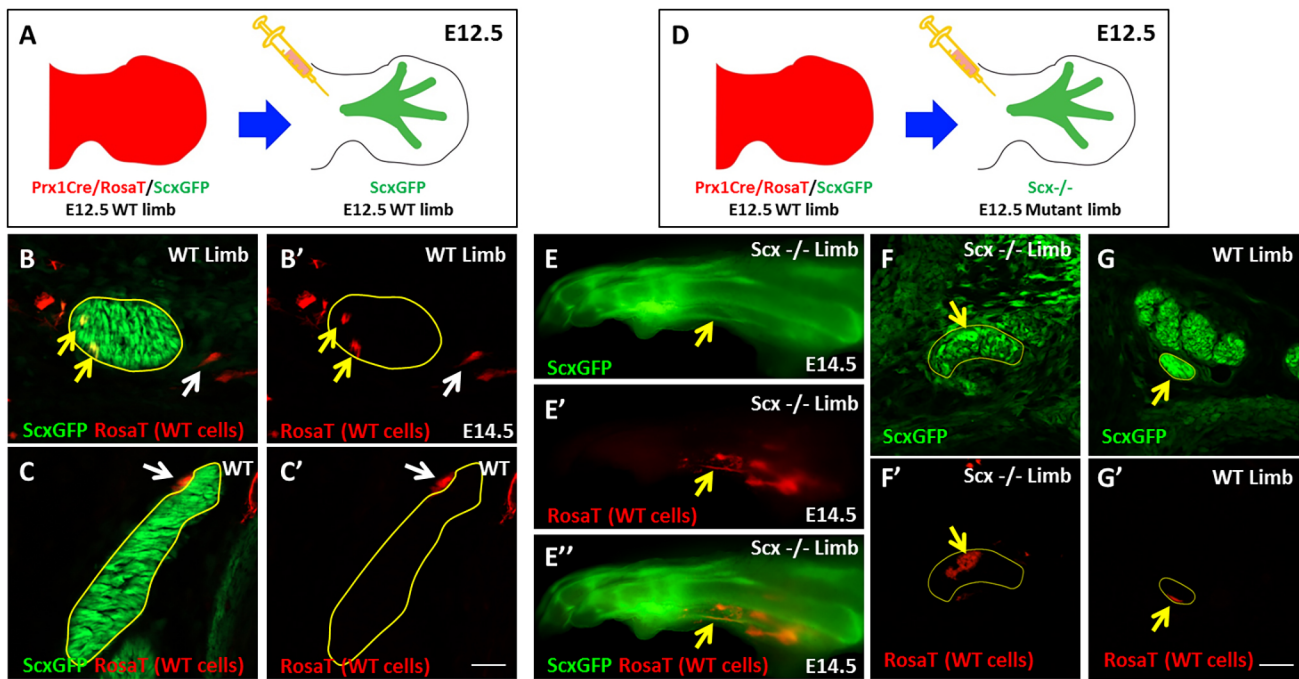 A
E12.5
Prx1Cre/RosaT/ScxGFP
E12.5 WT limb
ScxGFP
E12.5 WT limb
D
E12.5
Prx1Cre/RosaT/ScxGFP
E12.5 WT limb
Scx-/-
E12.5 Mutant limb
B
WT Limb
ScxGFP RosaT (WT cells)
B’
WT Limb
RosaT (WT cells)
E14.5
C
WT
ScxGFP RosaT (WT cells)
C’
WT
RosaT (WT cells)
E
Scx -/- Limb
ScxGFP
E14.5
E’
Scx -/- Limb
RosaT (WT cells)
E14.5
E’’
Scx -/- Limb
ScxGFP RosaT (WT cells)
E14.5
F
Scx -/- Limb
ScxGFP
F’
Scx -/- Limb
RosaT (WT cells)
G
WT Limb
ScxGFP
G’
WT Limb
RosaT (WT cells)